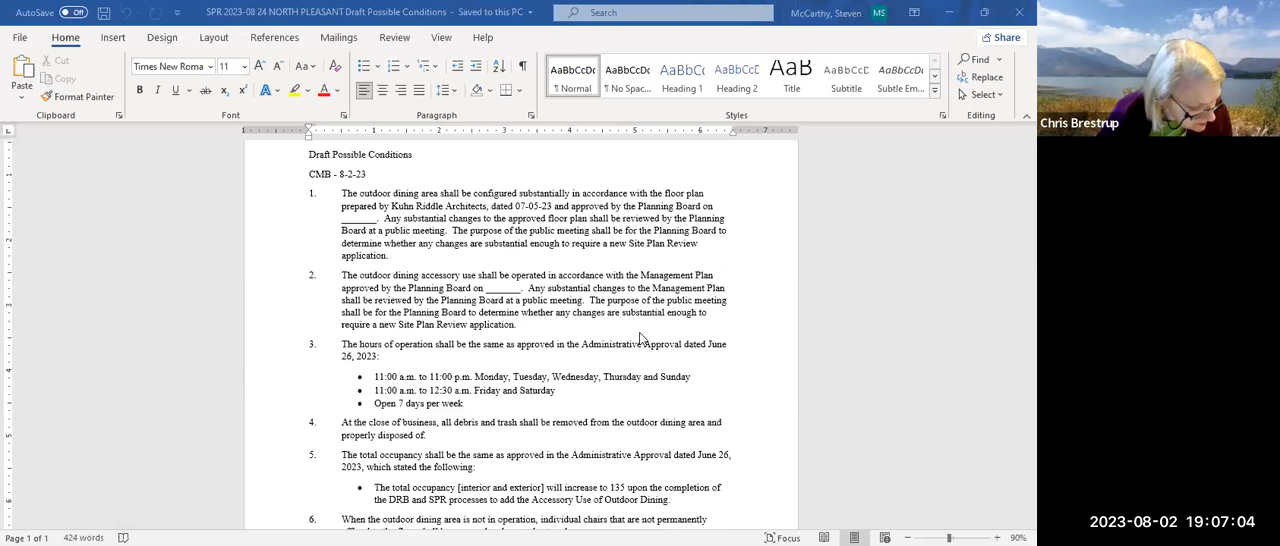 AutoSave Off SPR 2023-08 24 NORTH PLEASANT Draft Possible Conditions - Saved to this PC Search McCarthy, Steven MS
File Home Insert Design Layout References Mailings Review View Help Share
Cut
Copy
Paste
Format Painter
Times New Roma 11
Clipboard Font Paragraph Styles Editing
AaBbCcDc AaBbCcDc AaBbCc AaBbCcD AaB AaBbCcD AaBbCcDc
¶ Normal ¶ No Spac... Heading 1 Heading 2 Title Subtitle Subtle Em...
Find
Replace
Select
Chris Brestrup
Draft Possible Conditions
CMB - 8-2-23
1. The outdoor dining area shall be configured substantially in accordance with the floor plan
prepared by Kuhn Riddle Architects, dated 07-05-23 and approved by the Planning Board on
______. Any substantial changes to the approved floor plan shall be reviewed by the Planning
Board at a public meeting. The purpose of the public meeting shall be for the Planning Board to
determine whether any changes are substantial enough to require a new Site Plan Review
application.
2. The outdoor dining accessory use shall be operated in accordance with the Management Plan
approved by the Planning Board on ______. Any substantial changes to the Management Plan
shall be reviewed by the Planning Board at a public meeting. The purpose of the public meeting
shall be for the Planning Board to determine whether any changes are substantial enough to
require a new Site Plan Review application.
3. The hours of operation shall be the same as approved in the Administrative Approval dated June
26, 2023:
• 11:00 a.m. to 11:00 p.m. Monday, Tuesday, Wednesday, Thursday and Sunday
• 11:00 a.m. to 12:30 a.m. Friday and Saturday
• Open 7 days per week
4. At the close of business, all debris and trash shall be removed from the outdoor dining area and
properly disposed of.
5. The total occupancy shall be the same as approved in the Administrative Approval dated June 26,
2023, which stated the following:
• The total occupancy [interior and exterior] will increase to 135 upon the completion of
the DRB and SPR processes to add the Accessory Use of Outdoor Dining.
6. When the outdoor dining area is not in operation, individual chairs that are not permanently
Page 1 of 1 424 words Focus 90%
2023-08-02 19:07:04